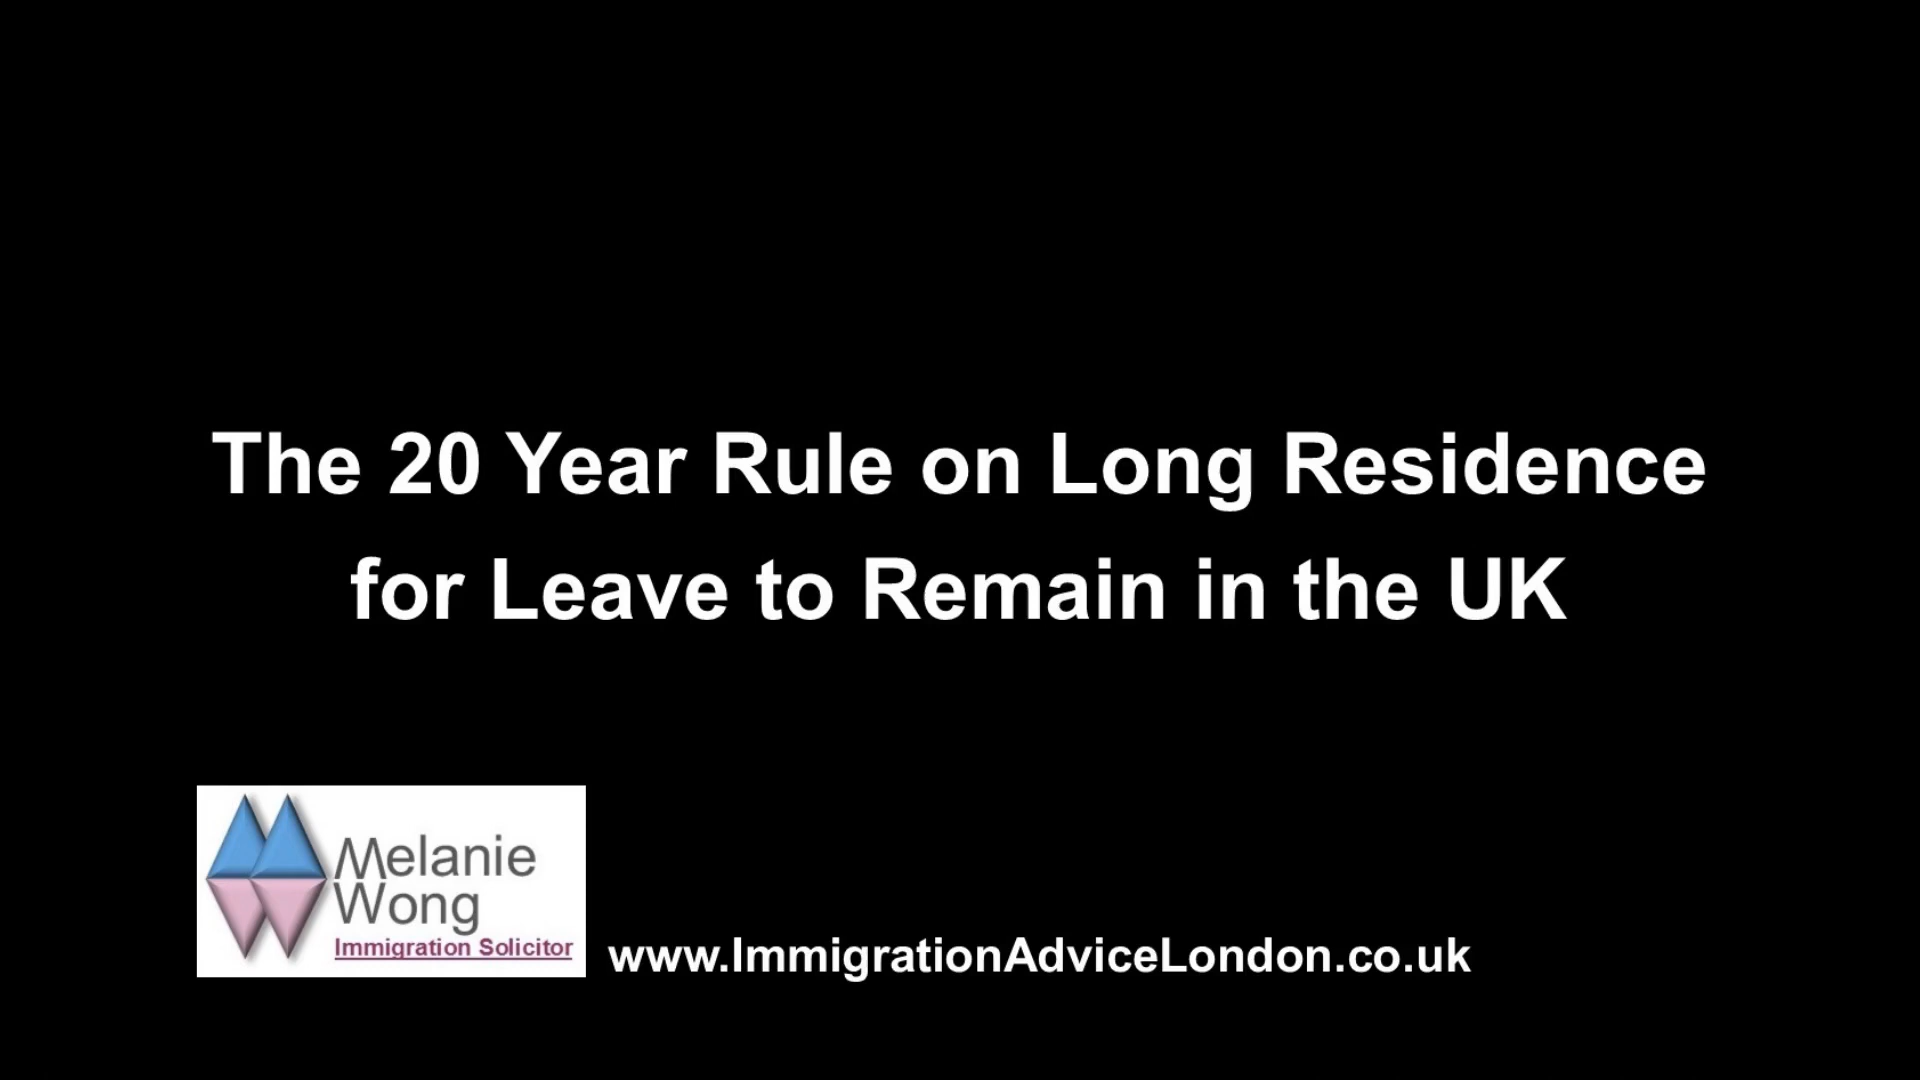 The 20 Year Rule on Long Residence
for Leave to Remain in the UK
Melanie
Wong
Immigration Solicitor
www.ImmigrationAdviceLondon.co.uk